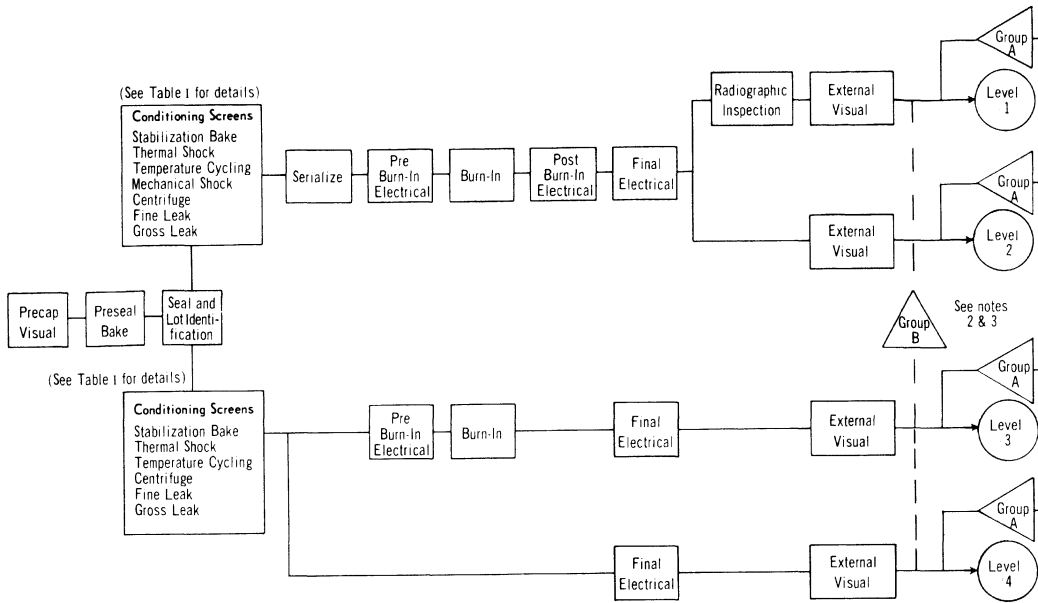 (See Table I for details)
Conditioning Screens
Stabilization Bake
Thermal Shock
Temperature Cycling
Mechanical Shock
Centrifuge
Fine Leak
Gross Leak
Serialize
Pre
Burn-In
Electrical
Burn-In
Post
Burn-In
Electrical
Final
Electrical
Radiographic
Inspection
External
Visual
Group
A
Level
1
External
Visual
Group
A
Level
2
Precap
Visual
Preseal
Bake
Seal and
Lot Identi-
fication
Group
B
See notes
2 & 3
(See Table I for details)
Conditioning Screens
Stabilization Bake
Thermal Shock
Temperature Cycling
Centrifuge
Fine Leak
Gross Leak
Pre
Burn-In
Electrical
Burn-In
Final
Electrical
External
Visual
Group
A
Level
3
Final
Electrical
External
Visual
Group
A
Level
4